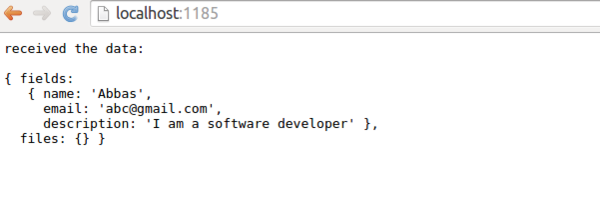 localhost:1185
received the data:
{ fields:
{ name: 'Abbas',
email: 'abc@gmail.com',
description: 'I am a software developer' },
files: {} }